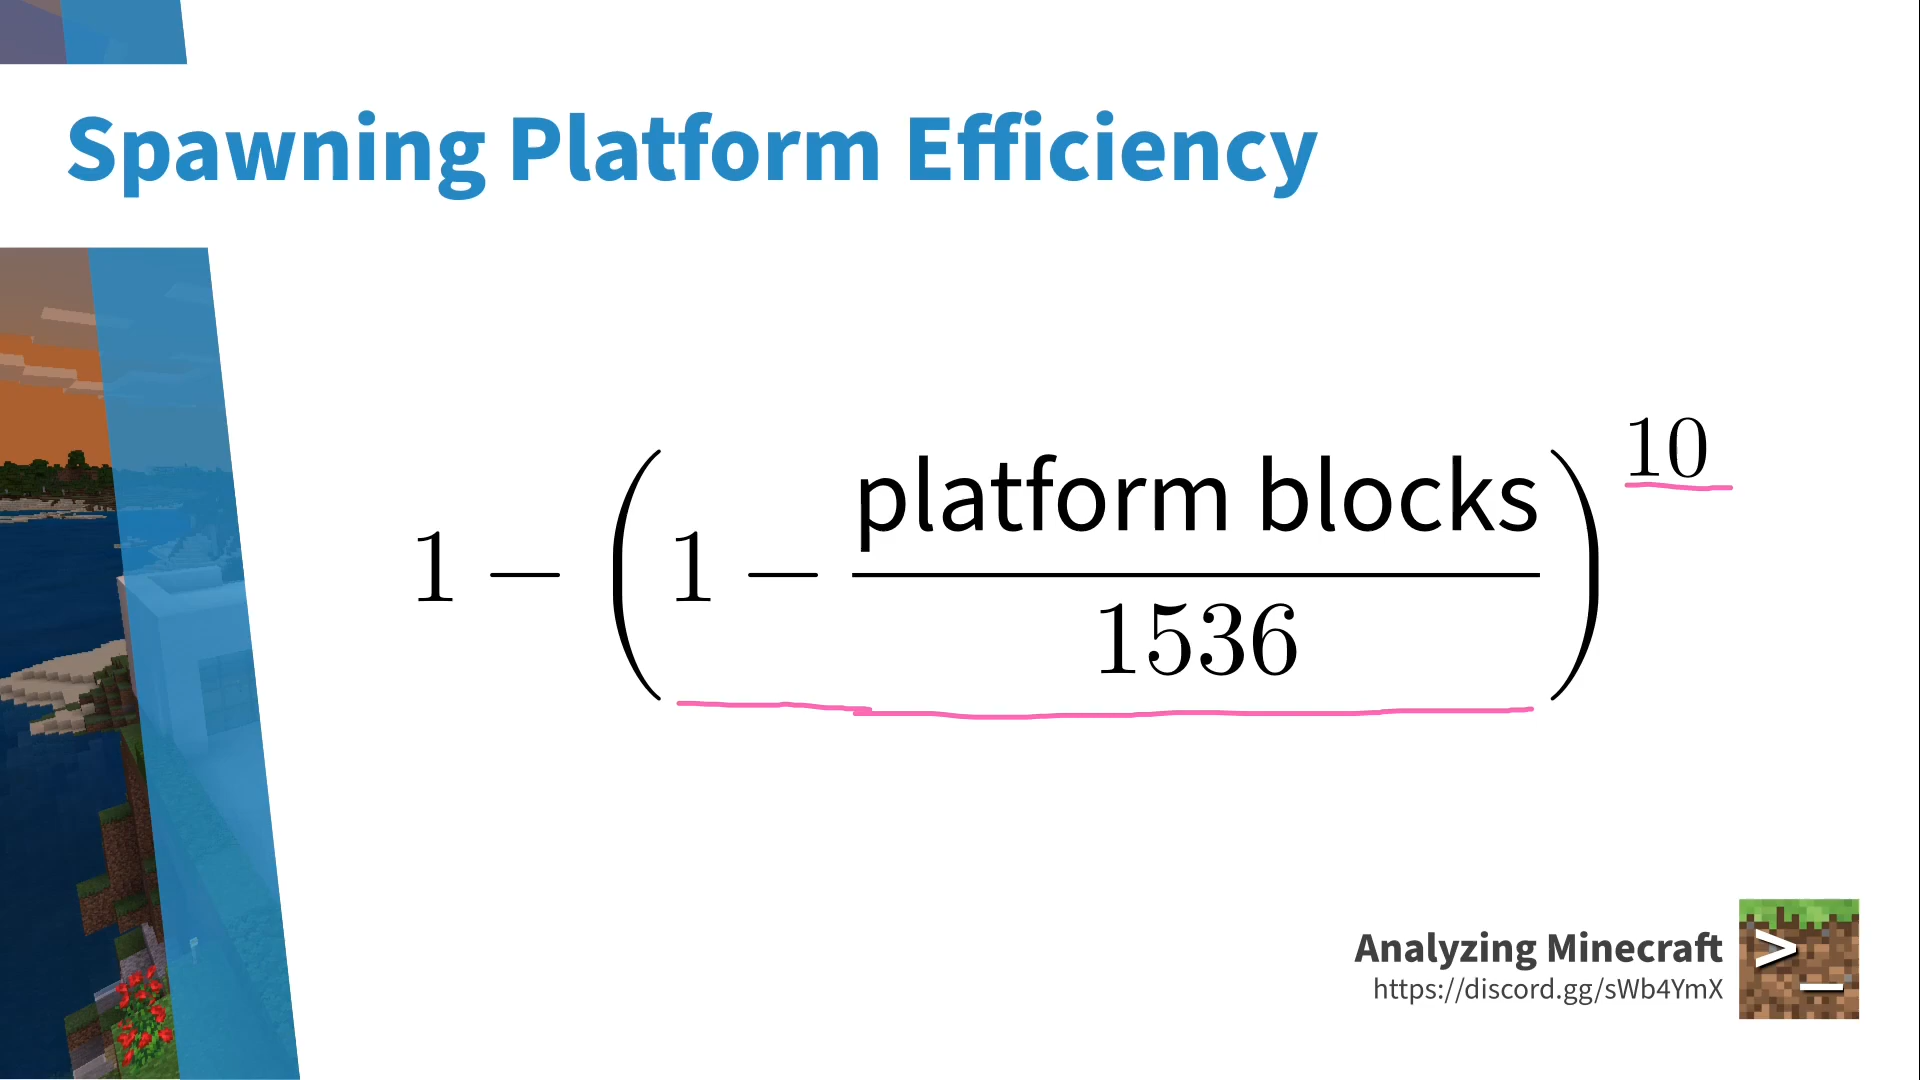 Spawning Platform Efficiency
1 − (1 − platform blocks / 1536)^10
Analyzing Minecraft
https://discord.gg/sWb4YmX
>_